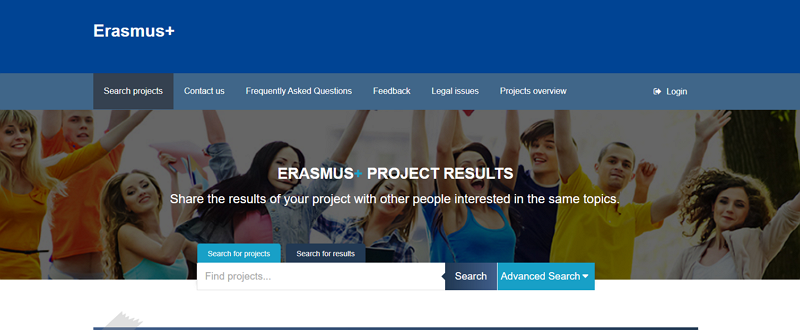 Erasmus+
Search projects Contact us Frequently Asked Questions Feedback Legal issues Projects overview Login
ERASMUS+ PROJECT RESULTS
Share the results of your project with other people interested in the same topics.
Search for projects Search for results
Find projects... Search Advanced Search